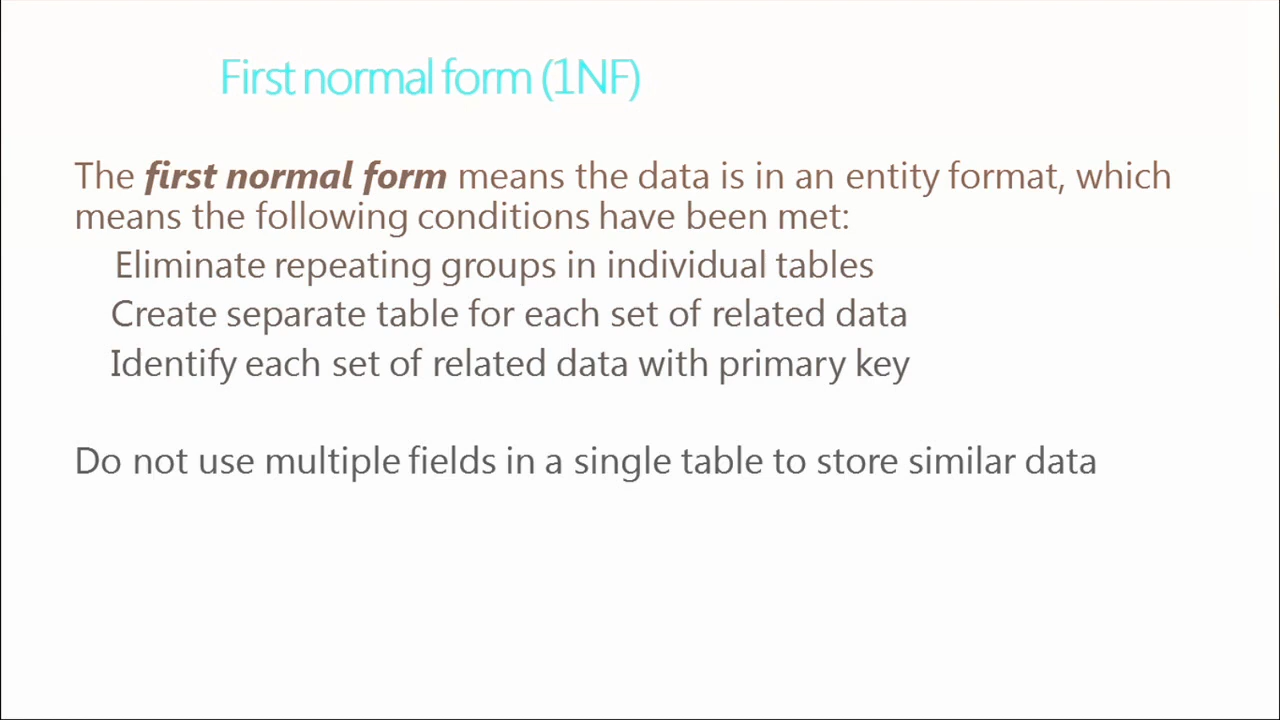 First normal form (1NF)
The first normal form means the data is in an entity format, which
means the following conditions have been met:
Eliminate repeating groups in individual tables
Create separate table for each set of related data
Identify each set of related data with primary key
Do not use multiple fields in a single table to store similar data